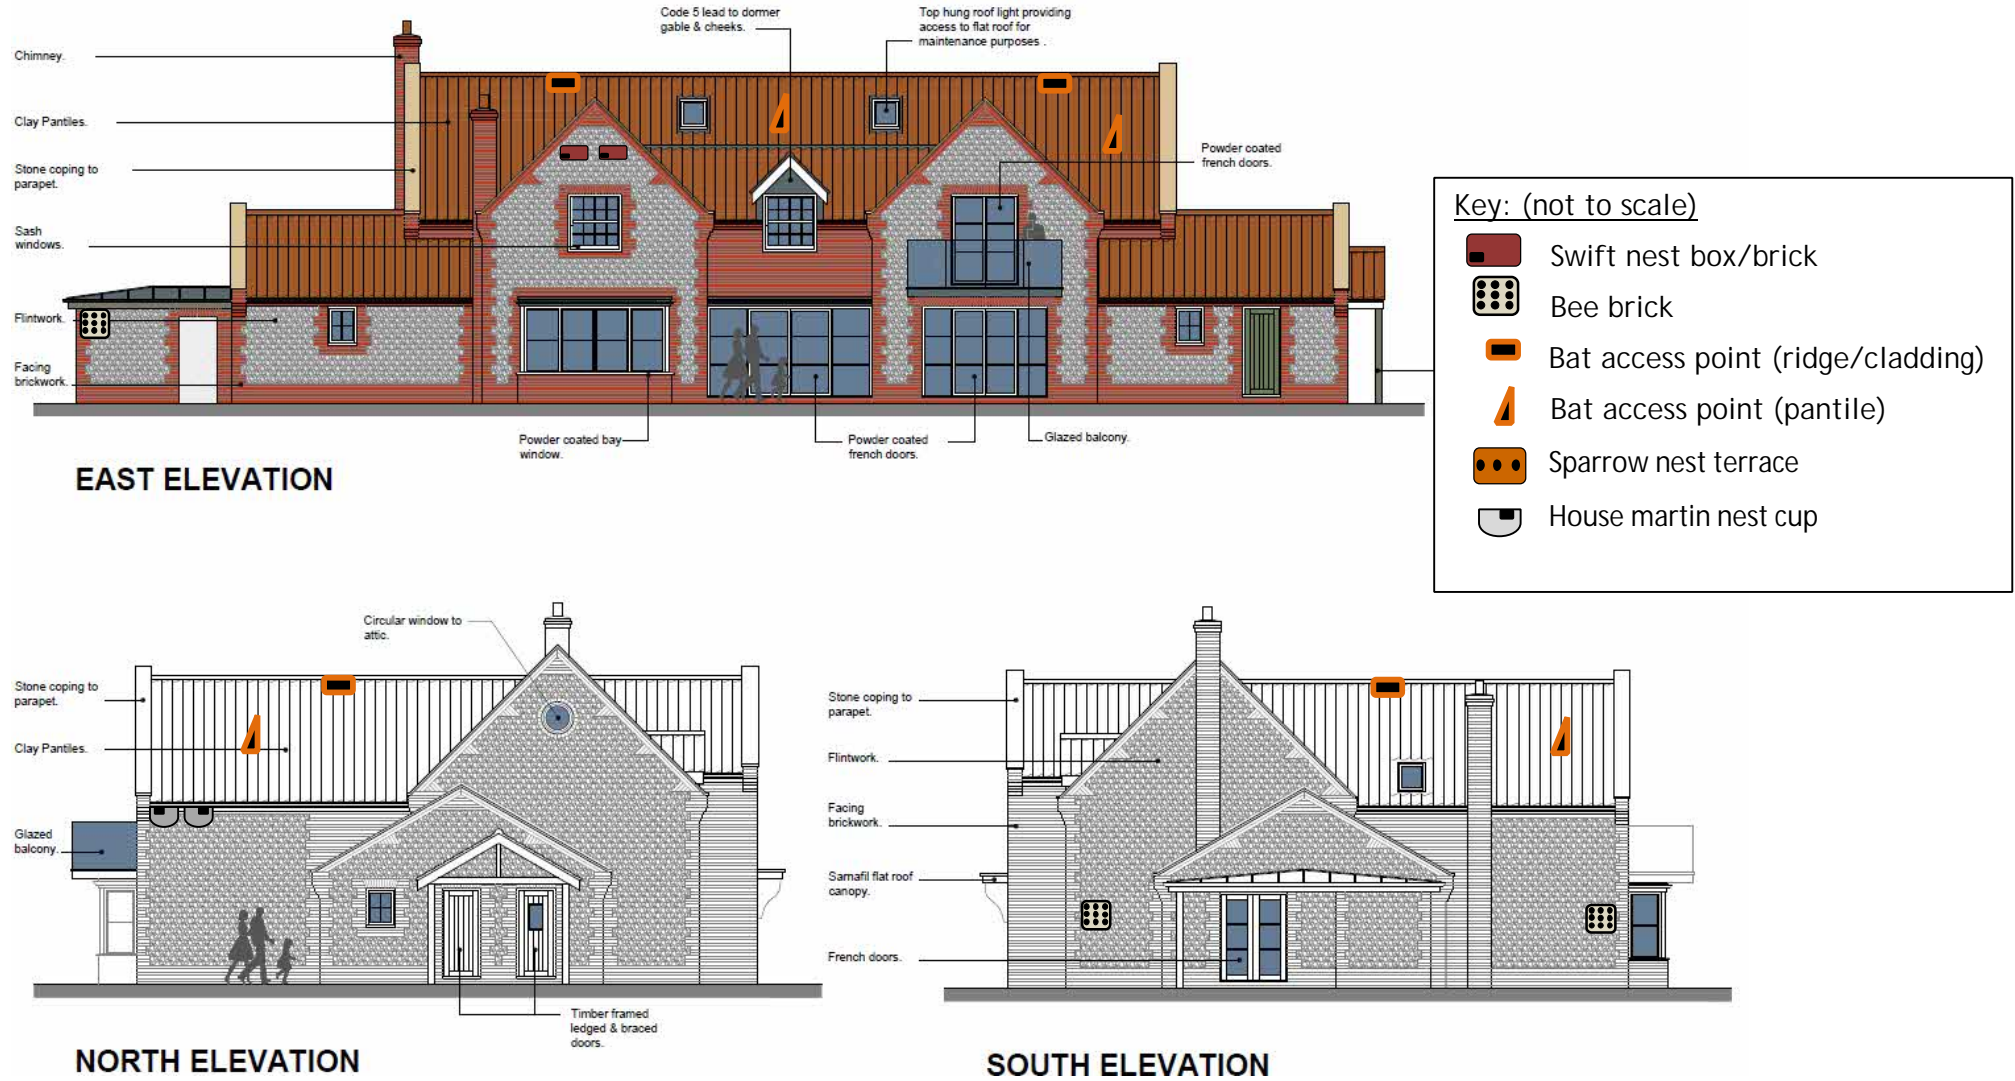 Code 5 lead to dormer
gable & cheeks.
Top hung roof light providing
access to flat roof for
maintenance purposes .
Chimney.
Clay Pantiles.
Stone coping to
parapet.
Sash
windows.
Flintwork.
Facing
brickwork.
Powder coated
french doors.
Powder coated bay
window.
Powder coated
french doors.
Glazed balcony.
EAST ELEVATION
Key: (not to scale)
Swift nest box/brick
Bee brick
Bat access point (ridge/cladding)
Bat access point (pantile)
Sparrow nest terrace
House martin nest cup
Circular window to
attic.
Stone coping to
parapet.
Clay Pantiles.
Glazed
balcony.
Timber framed
ledged & braced
doors.
NORTH ELEVATION
Stone coping to
parapet.
Flintwork.
Facing
brickwork.
Sarnafil flat roof
canopy.
French doors.
SOUTH ELEVATION